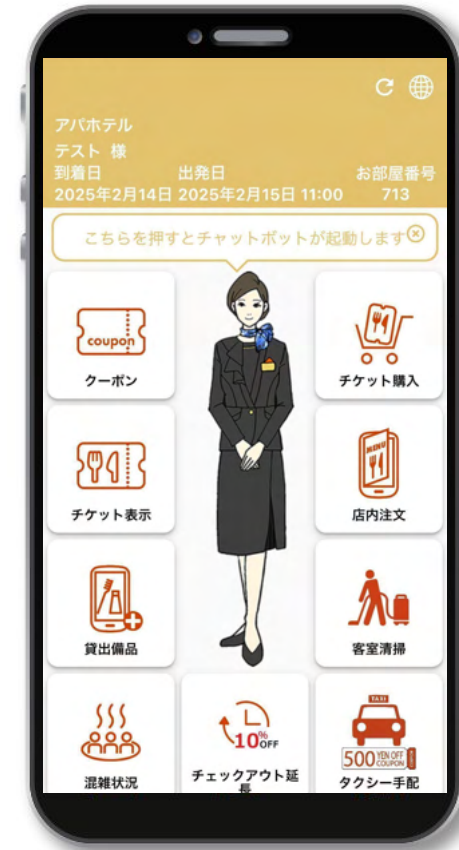 アパホテル
テスト 様
到着日 出発日 お部屋番号
2025年2月14日 2025年2月15日 11:00 713
こちらを押すとチャットボットが起動します
coupon
クーポン
チケット購入
チケット表示
MENU
店内注文
貸出備品
客室清掃
混雑状況
10%OFF
チェックアウト延
長
TAXI
500 YEN OFF
COUPON
タクシー手配